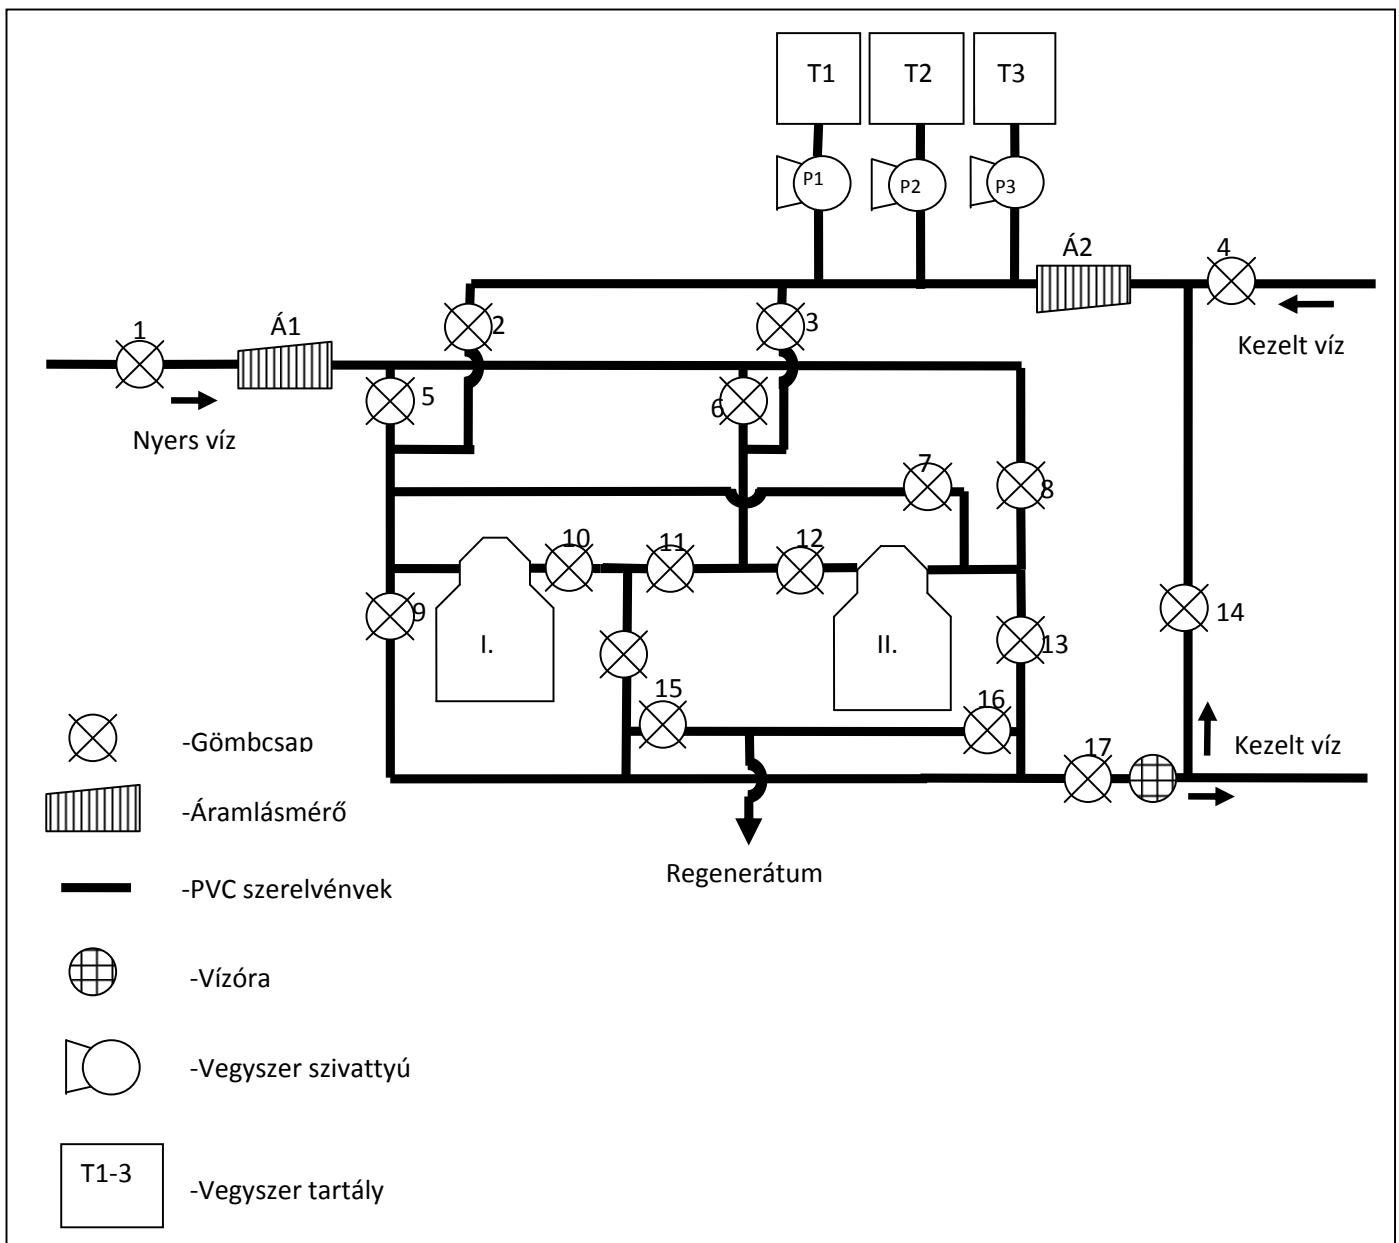 T1 T2 T3
P1 P2 P3
Á2 4
Kezelt víz
1 Á1 2 3
5 6
Nyers víz
7 8
10 11 12
9 I. II. 13 14
15 16
17 Kezelt víz
Regenerátum
-Gömbcsap
-Áramlásmérő
-PVC szerelvények
-Vízóra
-Vegyszer szivattyú
T1-3
-Vegyszer tartály